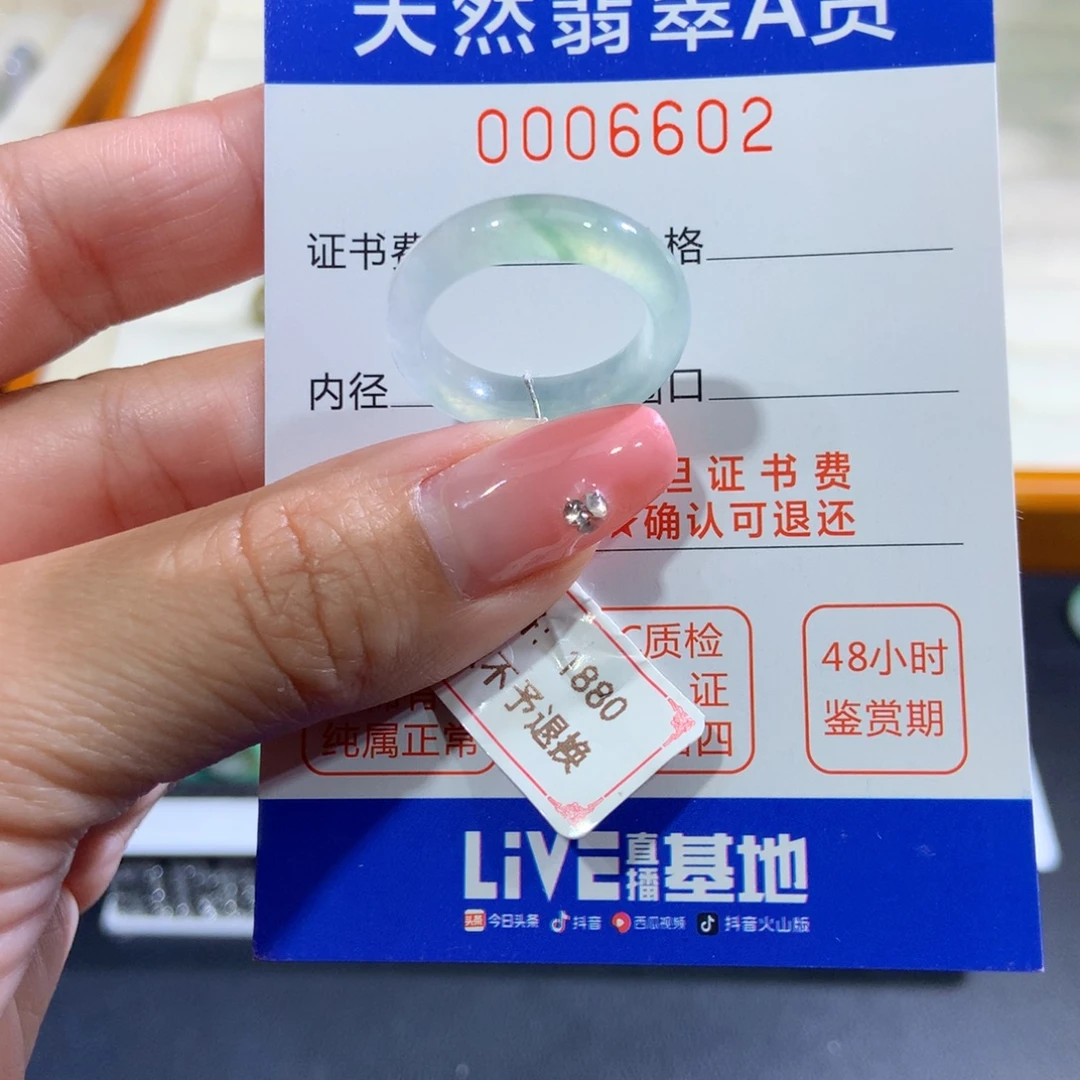 天然翡翠A货
0006602
证书费 格
内径 口
证书费
确认可退还
质检
证
48小时
鉴赏期
纯属正常
1880
不予退换
LiVE直播基地
头条 今日头条 抖音 西瓜视频 抖音火山版